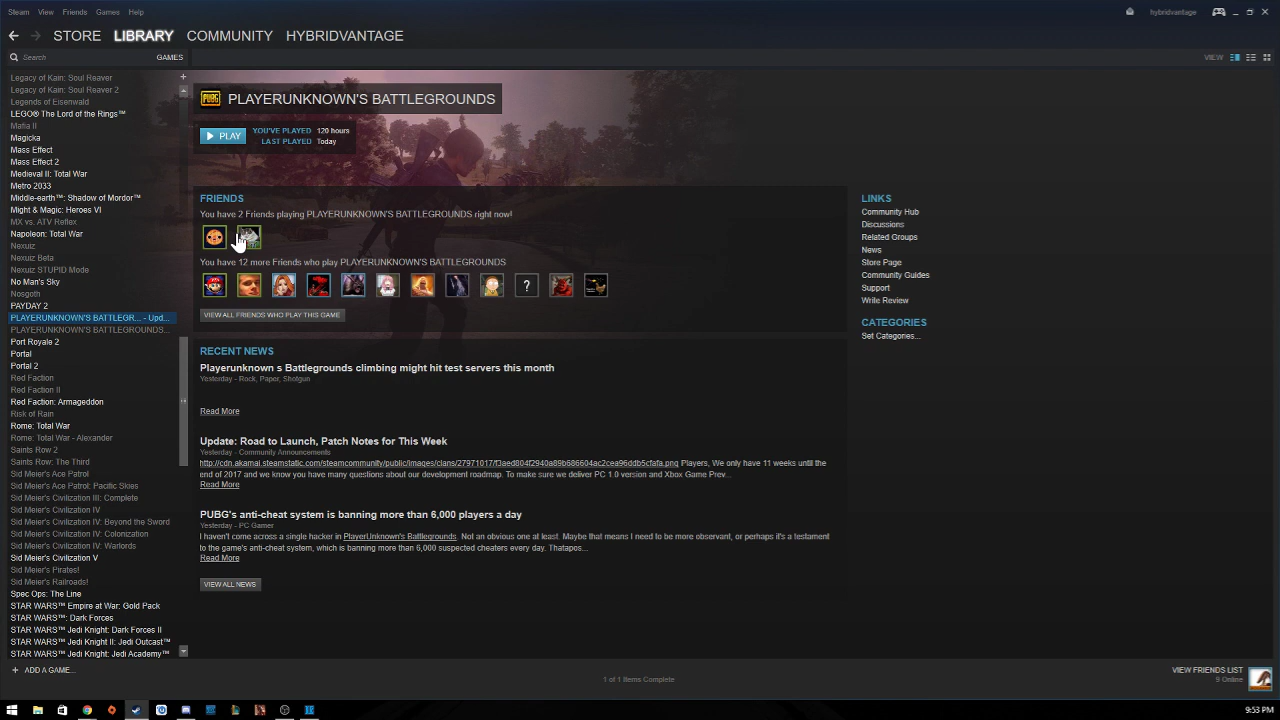 Steam View Friends Games Help
hybridvantage
STORE LIBRARY COMMUNITY HYBRIDVANTAGE
Search GAMES
VIEW
Legacy of Kain: Soul Reaver
Legacy of Kain: Soul Reaver 2
Legends of Eisenwald
LEGO® The Lord of the Rings™
Mafia II
Magicka
Mass Effect
Mass Effect 2
Medieval II: Total War
Metro 2033
Middle-earth™: Shadow of Mordor™
Might & Magic: Heroes VI
MX vs. ATV Reflex
Napoleon: Total War
Nexuiz
Nexuiz Beta
Nexuiz STUPID Mode
No Man's Sky
Nosgoth
PAYDAY 2
PLAYERUNKNOWN'S BATTLEGR... - Upd...
PLAYERUNKNOWN'S BATTLEGROUNDS...
Port Royale 2
Portal
Portal 2
Red Faction
Red Faction II
Red Faction: Armageddon
Risk of Rain
Rome: Total War
Rome: Total War - Alexander
Saints Row 2
Saints Row: The Third
Sid Meier's Ace Patrol
Sid Meier's Ace Patrol: Pacific Skies
Sid Meier's Civilization III: Complete
Sid Meier's Civilization IV
Sid Meier's Civilization IV: Beyond the Sword
Sid Meier's Civilization IV: Colonization
Sid Meier's Civilization IV: Warlords
Sid Meier's Civilization V
Sid Meier's Pirates!
Sid Meier's Railroads!
Spec Ops: The Line
STAR WARS™ Empire at War: Gold Pack
STAR WARS™: Dark Forces
STAR WARS™ Jedi Knight: Dark Forces II
STAR WARS™ Jedi Knight II: Jedi Outcast™
STAR WARS™ Jedi Knight: Jedi Academy™
+ ADD A GAME...
PUBG
PLAYERUNKNOWN'S BATTLEGROUNDS
PLAY
YOU'VE PLAYED 120 hours
LAST PLAYED Today
FRIENDS
You have 2 Friends playing PLAYERUNKNOWN'S BATTLEGROUNDS right now!
You have 12 more Friends who play PLAYERUNKNOWN'S BATTLEGROUNDS
?
VIEW ALL FRIENDS WHO PLAY THIS GAME
RECENT NEWS
Playerunknown s Battlegrounds climbing might hit test servers this month
Yesterday - Rock, Paper, Shotgun
Read More
Update: Road to Launch, Patch Notes for This Week
Yesterday - Community Announcements
http://cdn.akamai.steamstatic.com/steamcommunity/public/images/clans/27971017/f3aed804f2940a89b686604ac2cea96ddb5cfafa.png Players, We only have 11 weeks until the
end of 2017 and we know you have many questions about our development roadmap. To make sure we deliver PC 1.0 version and Xbox Game Prev...
Read More
PUBG's anti-cheat system is banning more than 6,000 players a day
Yesterday - PC Gamer
I haven't come across a single hacker in PlayerUnknown's Battlegrounds. Not an obvious one at least. Maybe that means I need to be more observant, or perhaps it's a testament
to the game's anti-cheat system, which is banning more than 6,000 suspected cheaters every day. Thatapos...
Read More
VIEW ALL NEWS
LINKS
Community Hub
Discussions
Related Groups
News
Store Page
Community Guides
Support
Write Review
CATEGORIES
Set Categories...
1 of 1 Items Complete
VIEW FRIENDS LIST
9 Online
9:53 PM